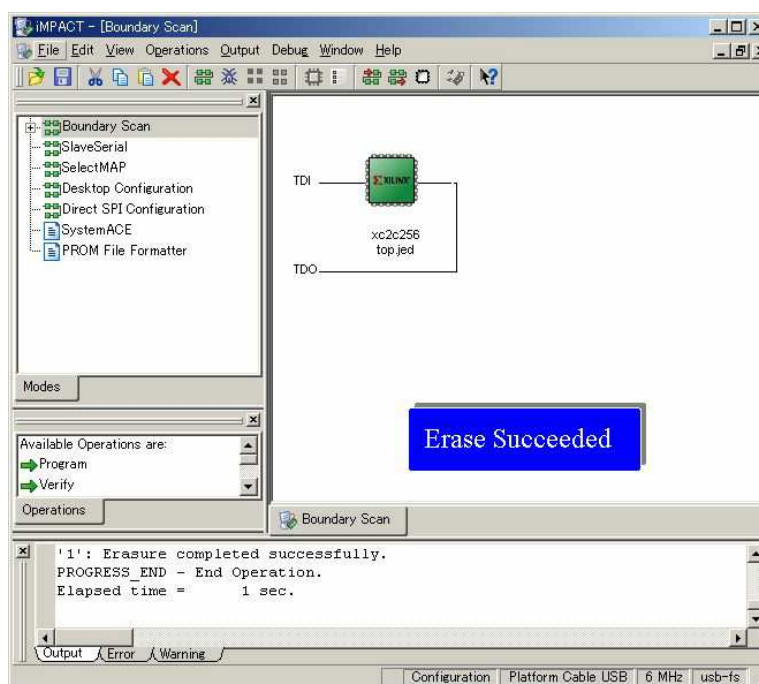 iMPACT - [Boundary Scan]
File Edit View Operations Output Debug Window Help
Boundary Scan
SlaveSerial
SelectMAP
Desktop Configuration
Direct SPI Configuration
SystemACE
PROM File Formatter
Modes
Available Operations are:
Program
Verify
Operations
TDI
XILINX
xc2c256
top.jed
TDO
Erase Succeeded
Boundary Scan
'1': Erasure completed successfully.
PROGRESS_END - End Operation.
Elapsed time = 1 sec.
Output Error Warning
Configuration Platform Cable USB 6 MHz usb-fs